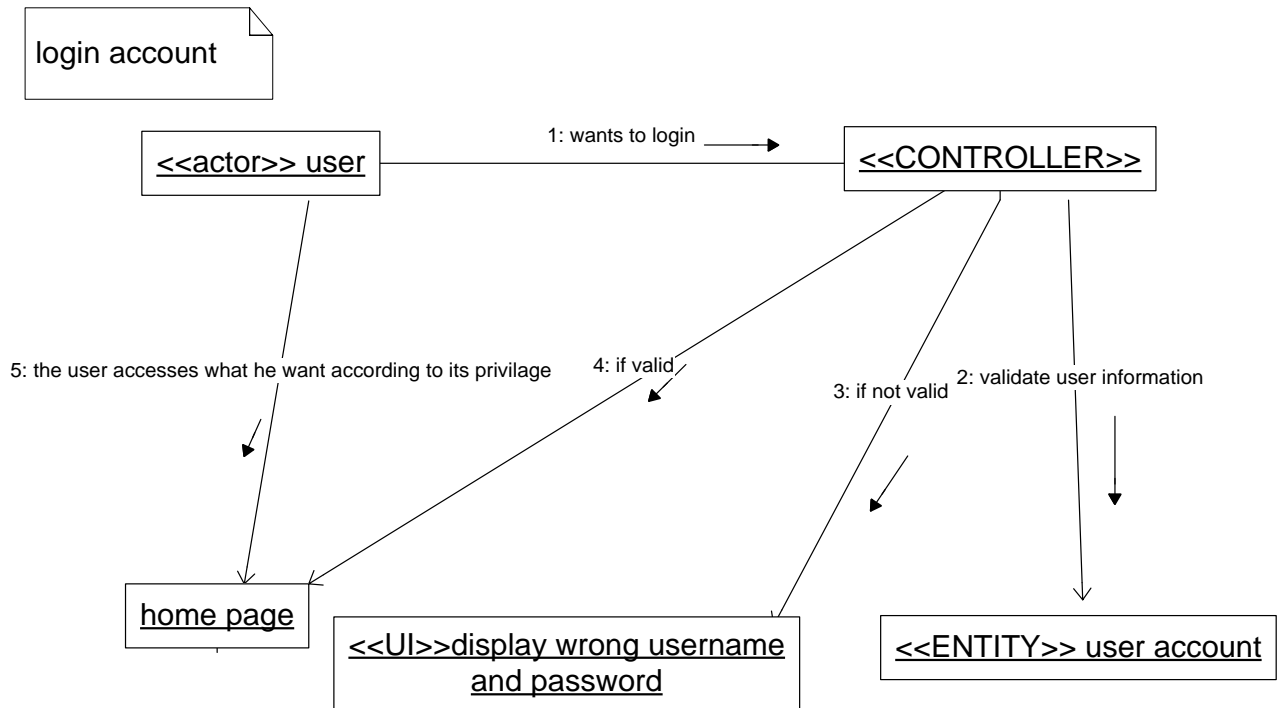 login account
1: wants to login
<<actor>> user
<<CONTROLLER>>
5: the user accesses what he want according to its privilage
4: if valid
3: if not valid
2: validate user information
home page
<<UI>>display wrong username
and password
<<ENTITY>> user account